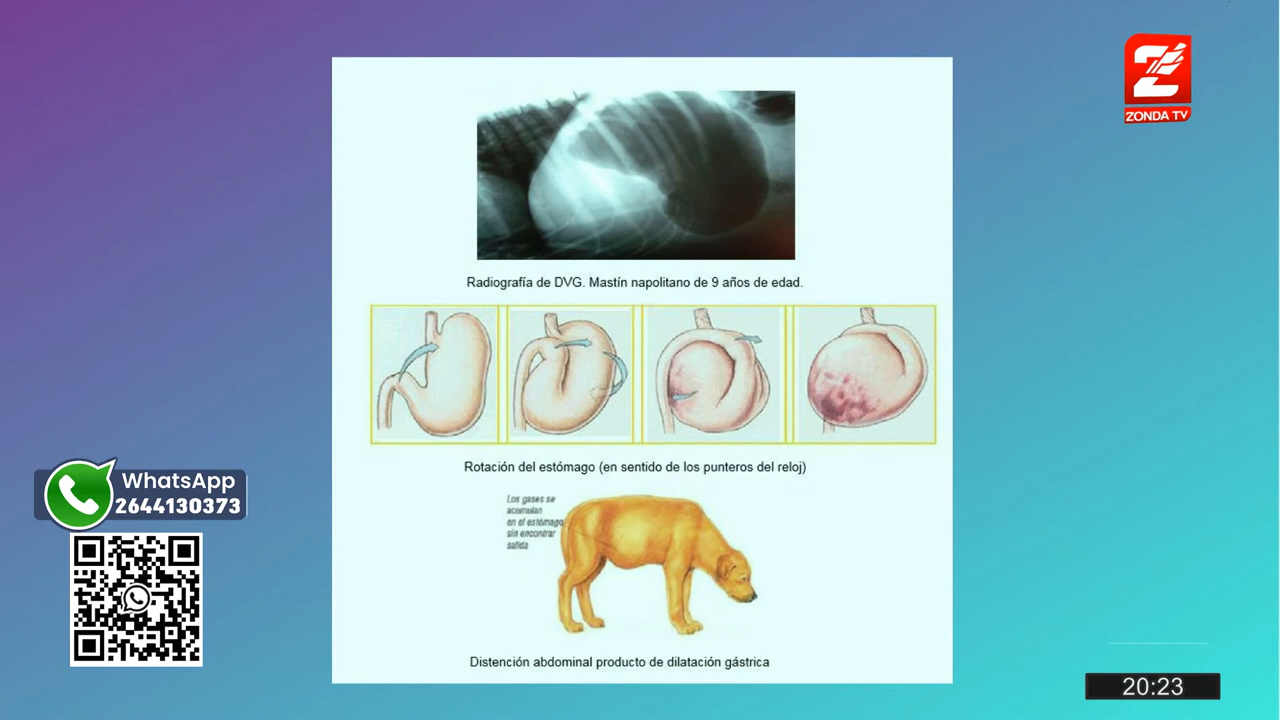 ZONDA TV
Radiografía de DVG. Mastín napolitano de 9 años de edad.
Rotación del estómago (en sentido de los punteros del reloj)
Los gases se
acumulan
en el estómago
sin encontrar
salida
Distención abdominal producto de dilatación gástrica
WhatsApp
2644130373
20:23